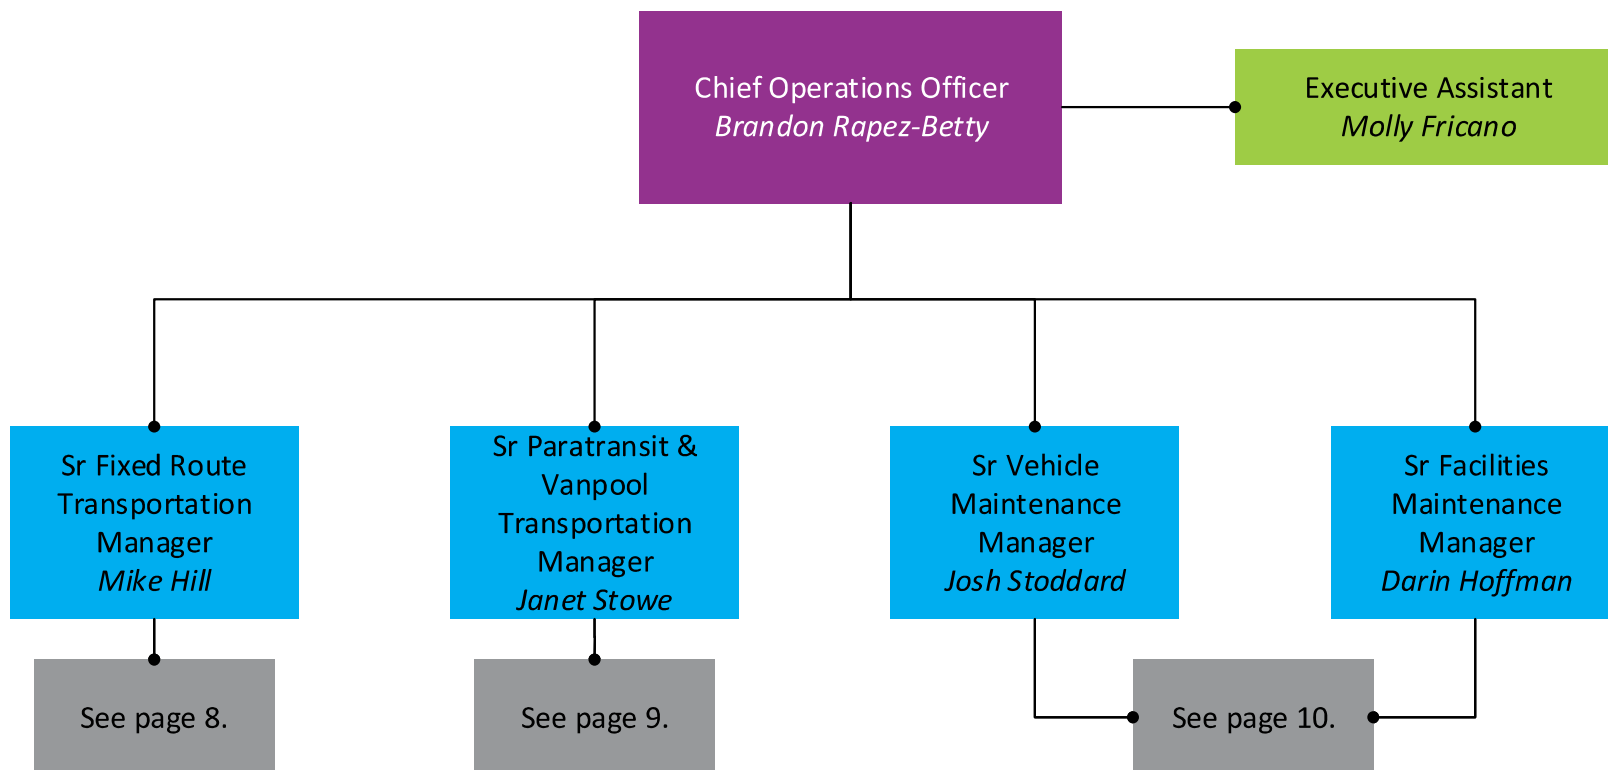 Chief Operations Officer
Brandon Rapez-Betty
Executive Assistant
Molly Fricano
Sr Fixed Route
Transportation
Manager
Mike Hill
Sr Paratransit &
Vanpool
Transportation
Manager
Janet Stowe
Sr Vehicle
Maintenance
Manager
Josh Stoddard
Sr Facilities
Maintenance
Manager
Darin Hoffman
See page 8.
See page 9.
See page 10.